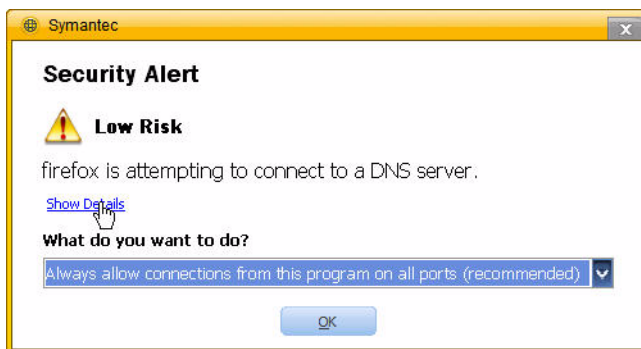 Symantec
X
Security Alert
Low Risk
firefox is attempting to connect to a DNS server.
Show Details
What do you want to do?
Always allow connections from this program on all ports (recommended)
OK